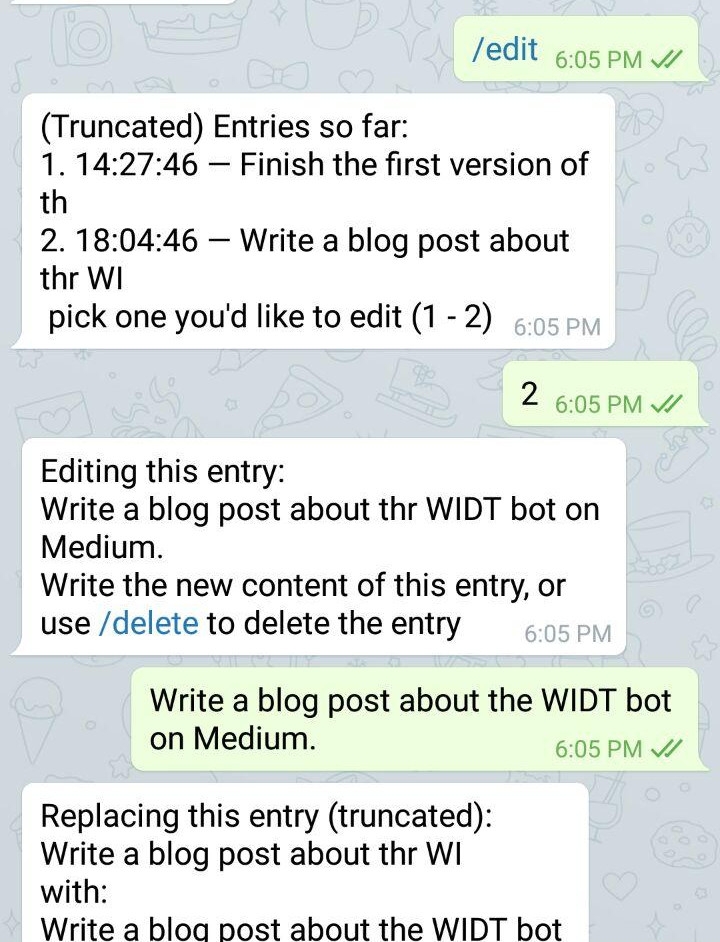 /edit 6:05 PM
(Truncated) Entries so far:
1. 14:27:46 — Finish the first version of
th
2. 18:04:46 — Write a blog post about
thr WI
pick one you'd like to edit (1 - 2) 6:05 PM
2 6:05 PM
Editing this entry:
Write a blog post about thr WIDT bot on
Medium.
Write the new content of this entry, or
use /delete to delete the entry 6:05 PM
Write a blog post about the WIDT bot
on Medium. 6:05 PM
Replacing this entry (truncated):
Write a blog post about thr WI
with:
Write a blog post about the WIDT bot